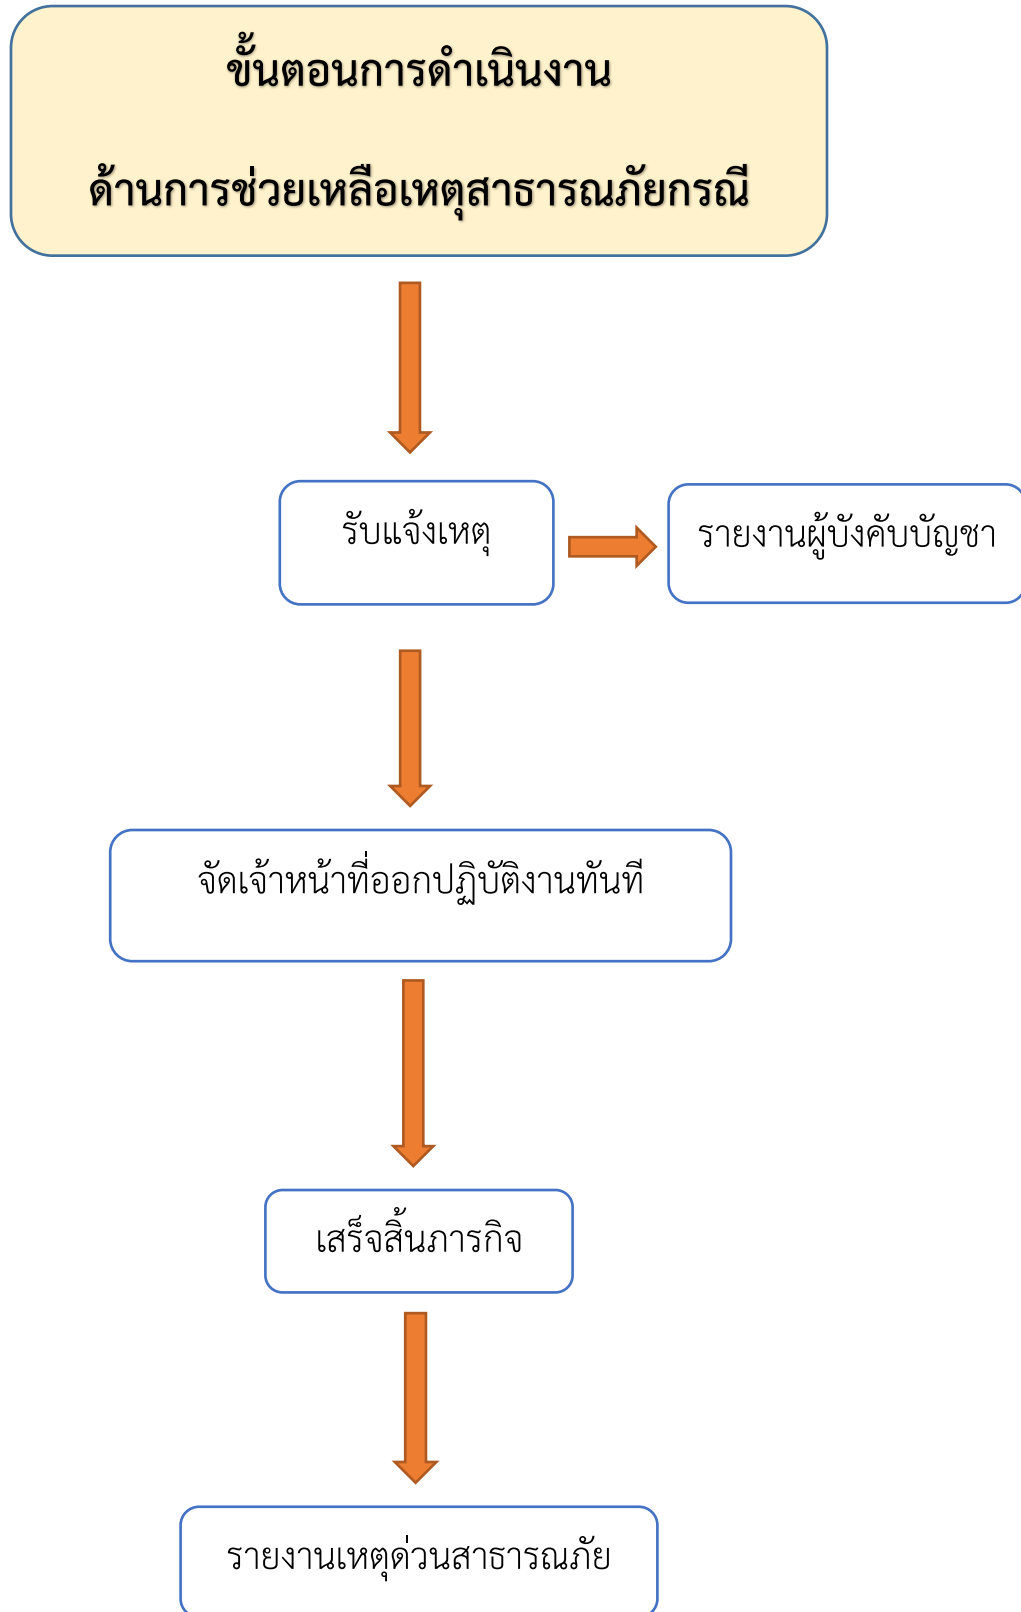 ขั้นตอนการดำเนินงาน
ด้านการช่วยเหลือเหตุสาธารณภัยกรณี
รับแจ้งเหตุ
รายงานผู้บังคับบัญชา
จัดเจ้าหน้าที่ออกปฏิบัติงานทันที
เสร็จสิ้นภารกิจ
รายงานเหตุด่วนสาธารณภัย